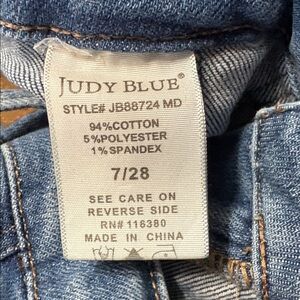 JUDY BLUE®
STYLE# JB88724 MD
94%COTTON
5%POLYESTER
1%SPANDEX
7/28
SEE CARE ON
REVERSE SIDE
RN# 116380
MADE IN CHINA